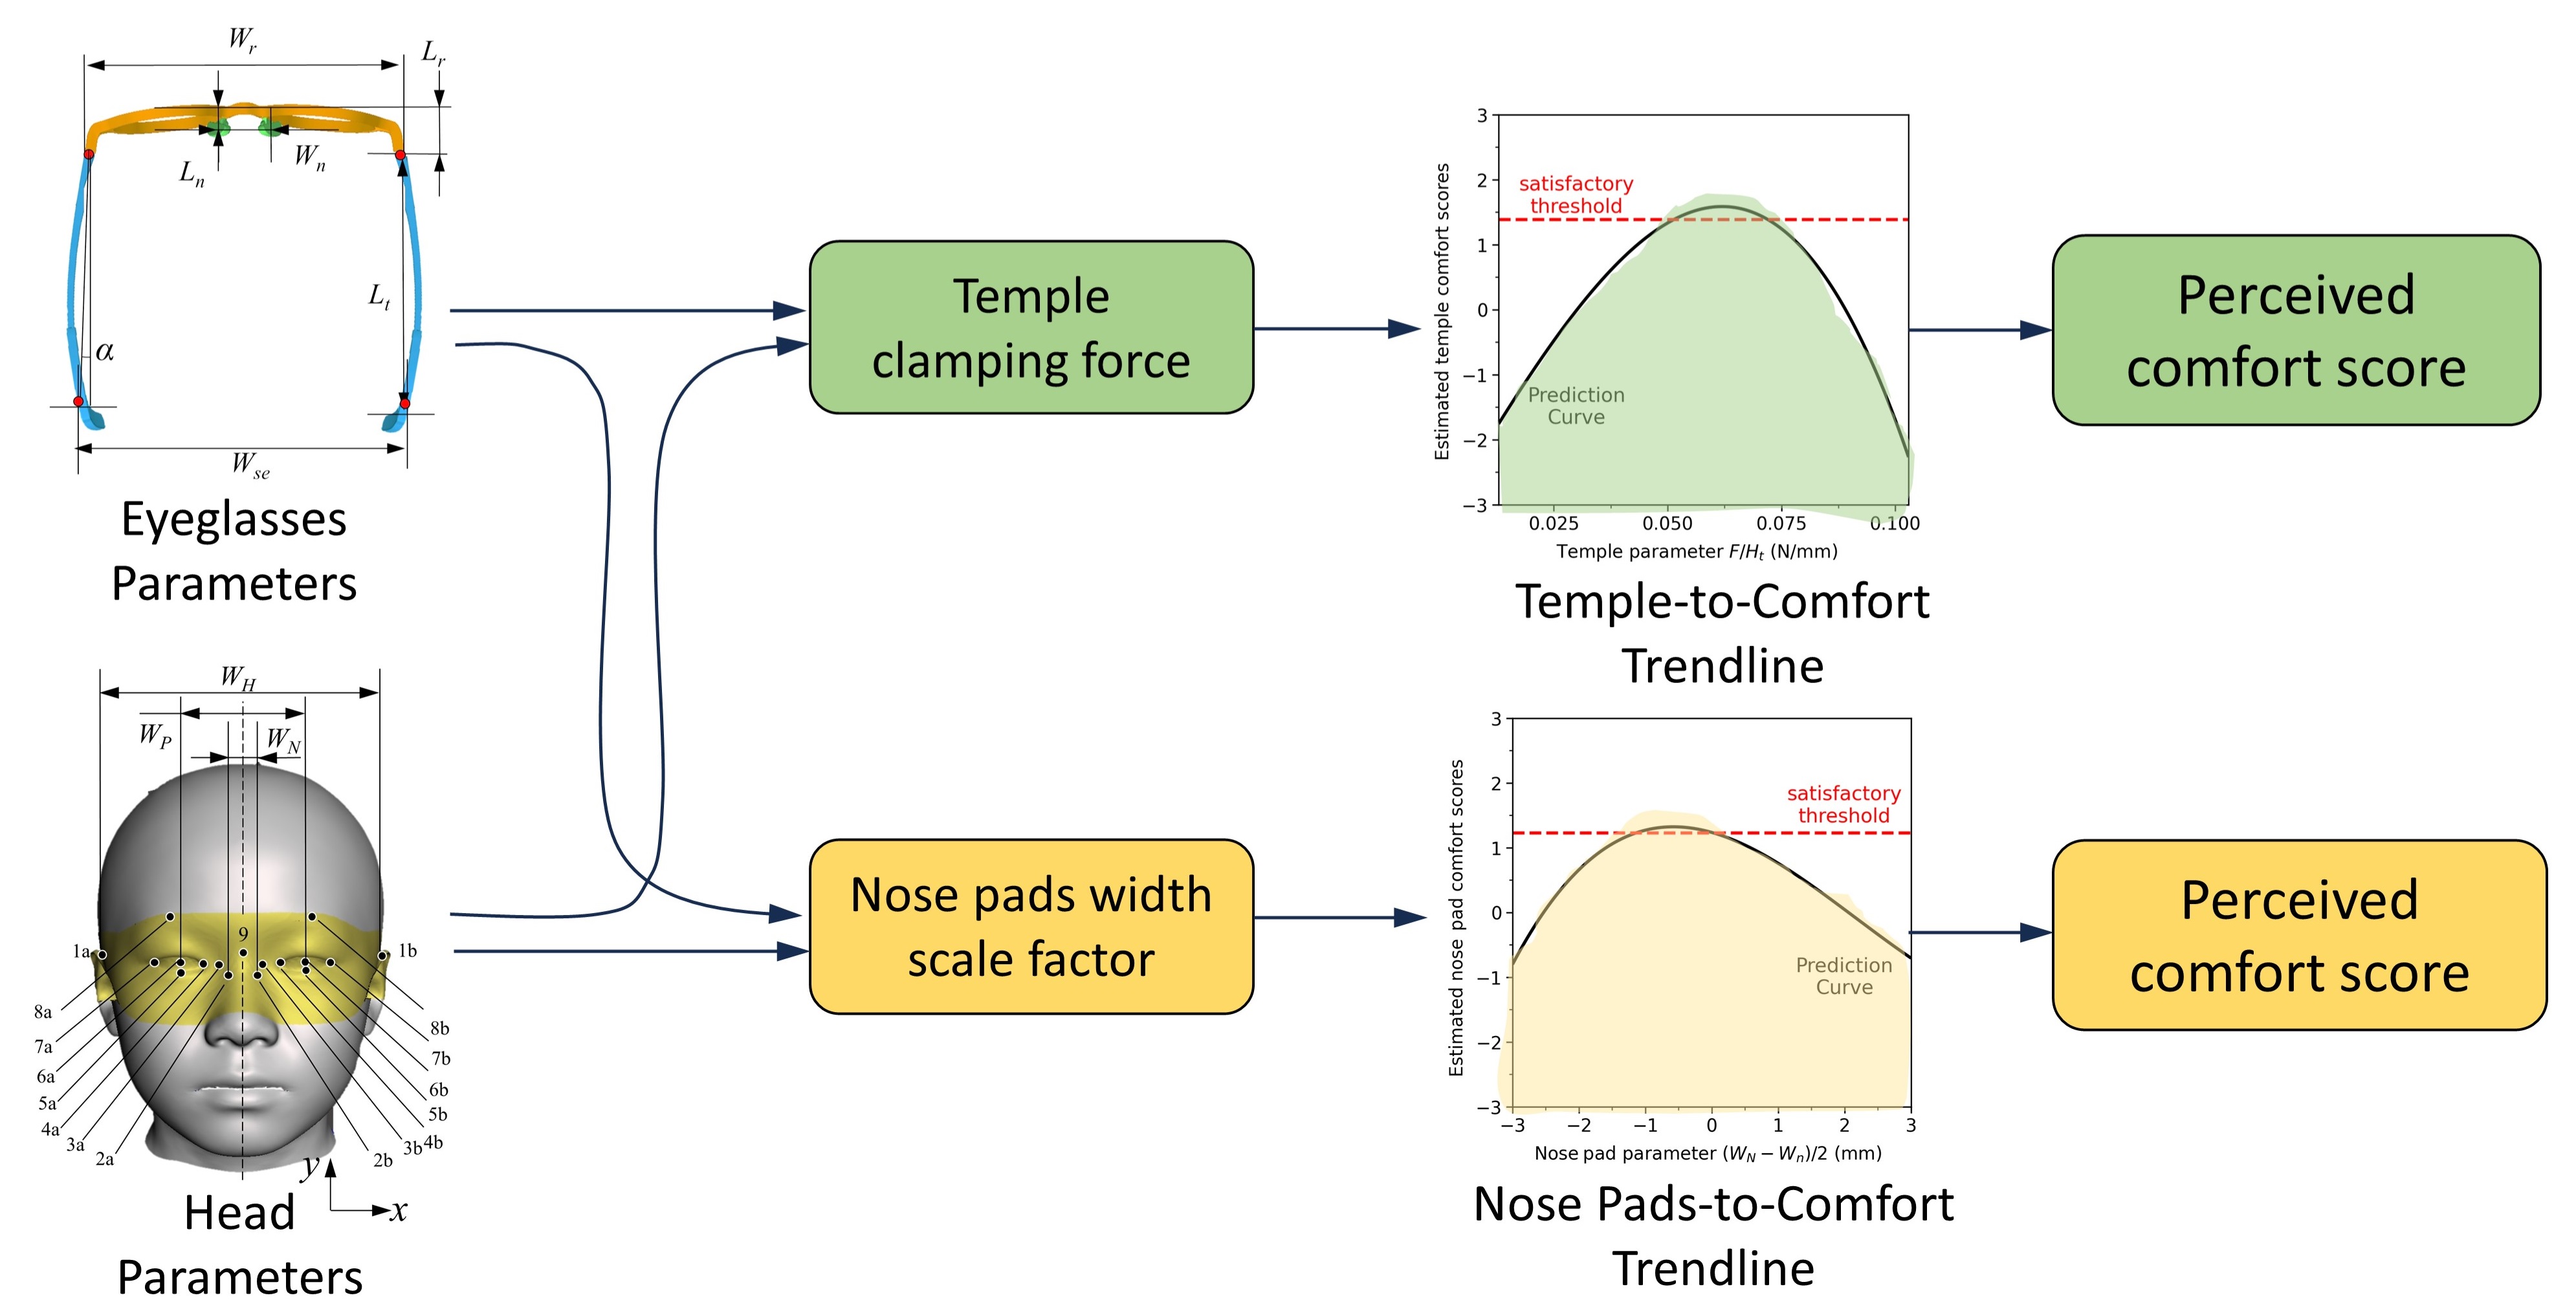 W_r
L_r
L_n
W_n
L_t
α
W_se
Eyeglasses
Parameters
W_H
W_P
W_N
9
1a
1b
8a
7a
6a
5a
4a
3a
2a
8b
7b
6b
5b
4b
3b
2b
y
x
Head
Parameters
Temple
clamping force
Nose pads width
scale factor
Estimated temple comfort scores
3
2
1
0
−1
−2
−3
satisfactory
threshold
Prediction
Curve
0.025 0.050 0.075 0.100
Temple parameter F/H_t (N/mm)
Temple-to-Comfort
Trendline
Estimated nose pad comfort scores
3
2
1
0
−1
−2
−3
satisfactory
threshold
Prediction
Curve
−3 −2 −1 0 1 2 3
Nose pad parameter (W_N − W_n)/2 (mm)
Nose Pads-to-Comfort
Trendline
Perceived
comfort score
Perceived
comfort score